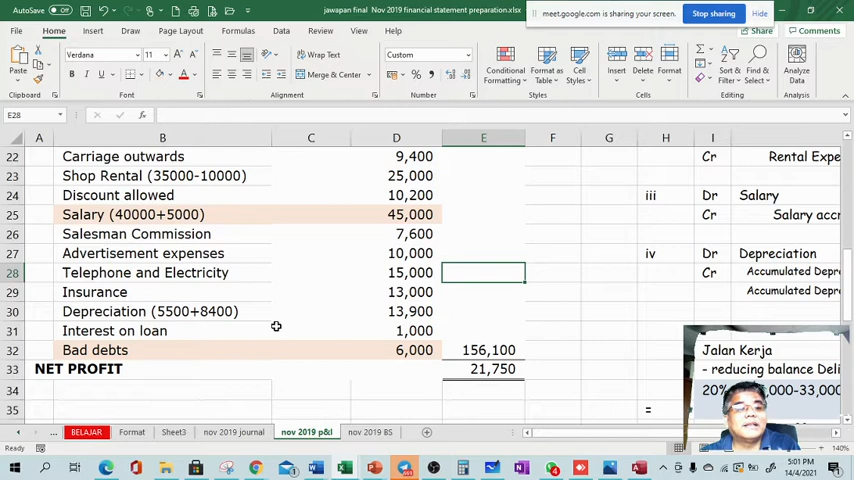 AutoSave Off
jawapan final Nov 2019 financial statement preparation.xlsx
meet.google.com is sharing your screen.
Stop sharing
Hide
File Home Insert Draw Page Layout Formulas Data
Share Comments
Paste
Verdana 11
Wrap Text
Merge & Center
Custom
Conditional Formatting
Format as Table
Cell Styles
Insert
Delete
Format
Sort & Filter
Find & Select
Analyze Data
Clipboard Font Alignment Number Styles Cells Editing Analysis
E28
A B C D E F G H I J
22 Carriage outwards 9,400 Cr Rental Expe
23 Shop Rental (35000-10000) 25,000
24 Discount allowed 10,200 iii Dr Salary
25 Salary (40000+5000) 45,000 Cr Salary accr
26 Salesman Commission 7,600
27 Advertisement expenses 10,000 iv Dr Depreciation
28 Telephone and Electricity 15,000 Cr Accumulated Depre
29 Insurance 13,000 Accumulated Depre
30 Depreciation (5500+8400) 13,900
31 Interest on loan 1,000
32 Bad debts 6,000 156,100 Jalan Kerja
33 NET PROFIT 21,750 - reducing balance Deli
34 20%
000-33,000
35 =
... BELAJAR Format Sheet3 nov 2019 journal nov 2019 p&l nov 2019 BS
Ready
140%
5:01 PM
14/4/2021